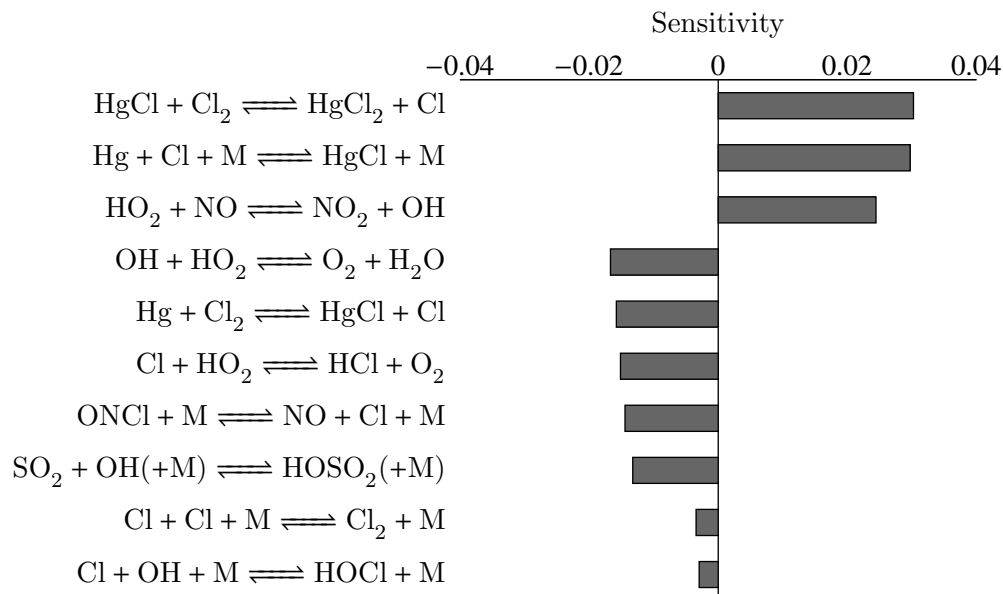 Sensitivity
−0.04 −0.02 0 0.02 0.04
HgCl + Cl₂ ⇌ HgCl₂ + Cl
Hg + Cl + M ⇌ HgCl + M
HO₂ + NO ⇌ NO₂ + OH
OH + HO₂ ⇌ O₂ + H₂O
Hg + Cl₂ ⇌ HgCl + Cl
Cl + HO₂ ⇌ HCl + O₂
ONCl + M ⇌ NO + Cl + M
SO₂ + OH(+M) ⇌ HOSO₂(+M)
Cl + Cl + M ⇌ Cl₂ + M
Cl + OH + M ⇌ HOCl + M